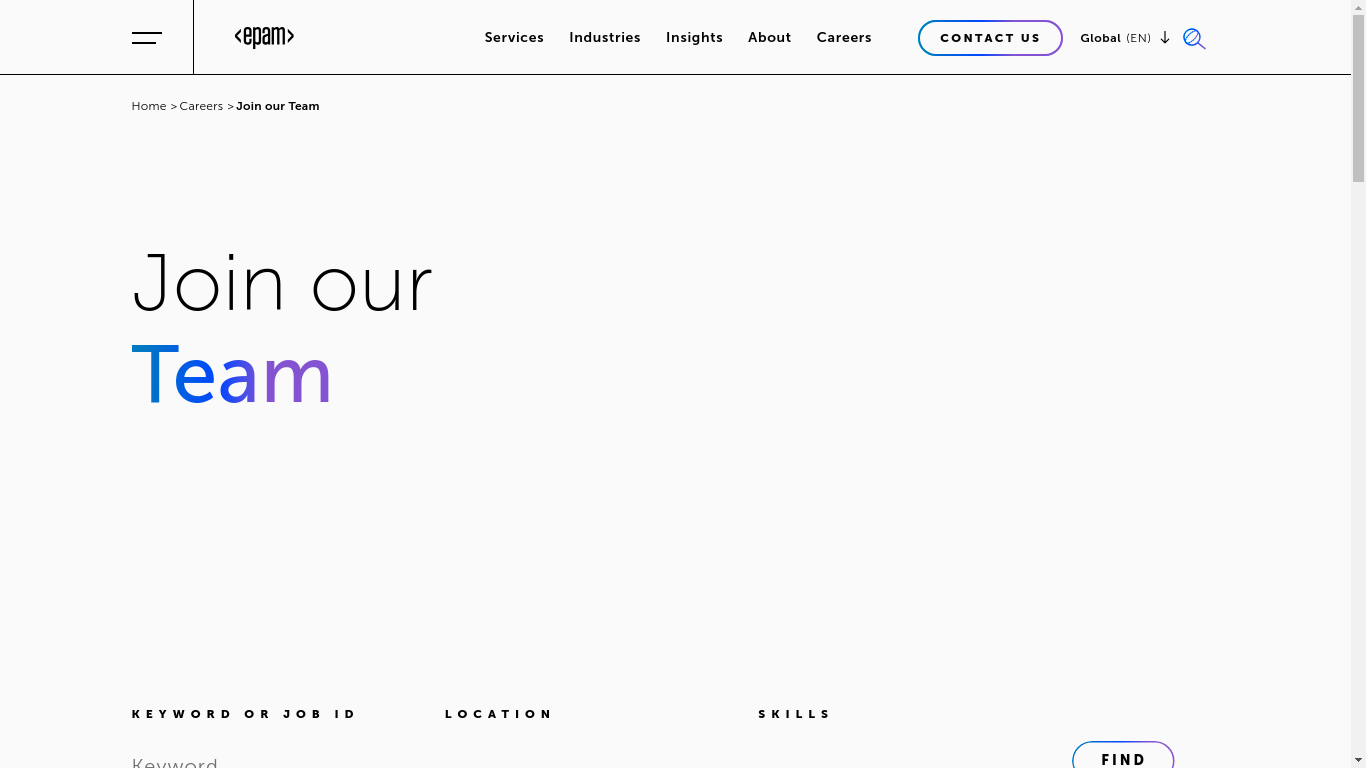 <epam>
Services
Industries
Insights
About
Careers
CONTACT US
Global (EN)
Home > Careers > Join our Team
Join our
Team
KEYWORD OR JOB ID
LOCATION
SKILLS
Keyword
FIND